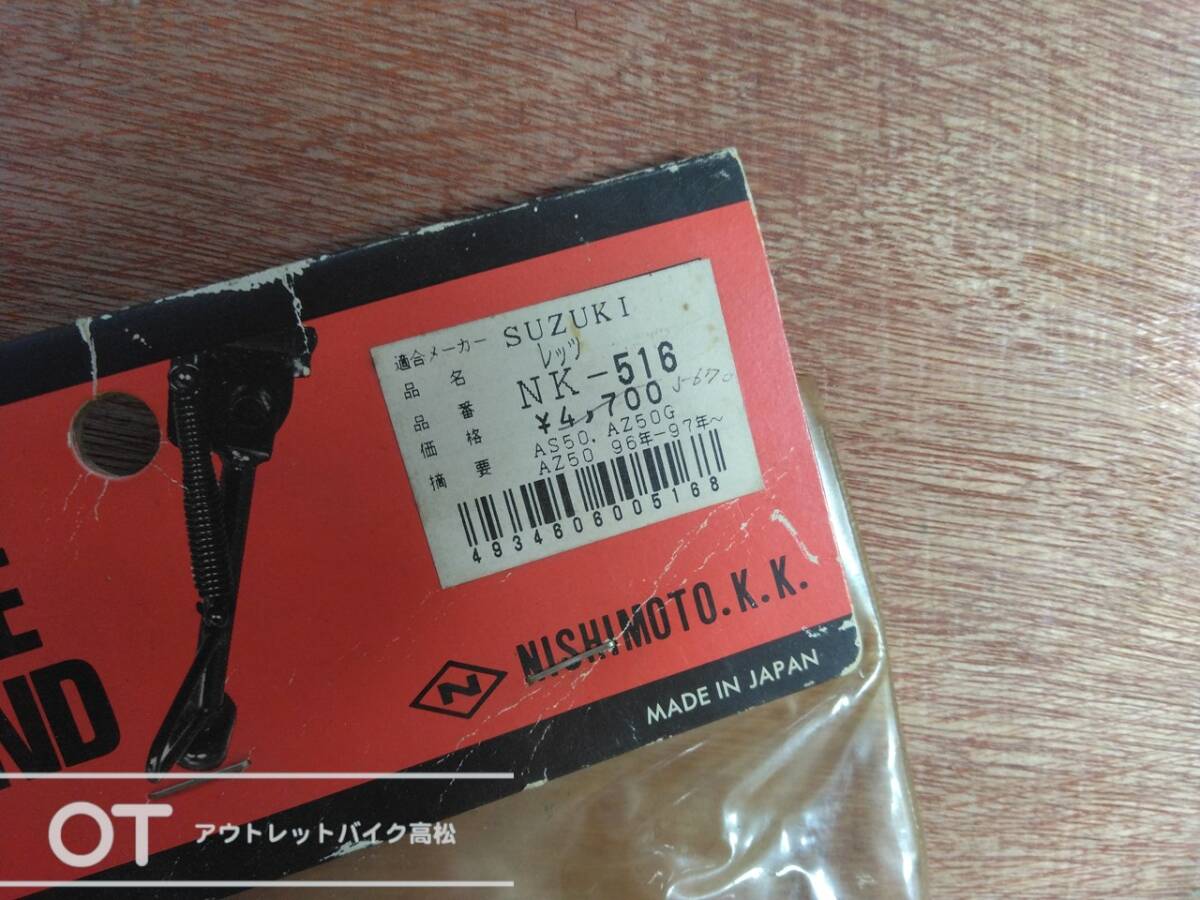 適合メーカー SUZUKI
品名 レッツ
品番 NK-516
価格 ¥4,700
摘要 AS50. AZ50G
AZ50 96年-97年~
4934606005168
N
NISHIMOTO.K.K.
MADE IN JAPAN
E
ND
OT アウトレットバイク高松